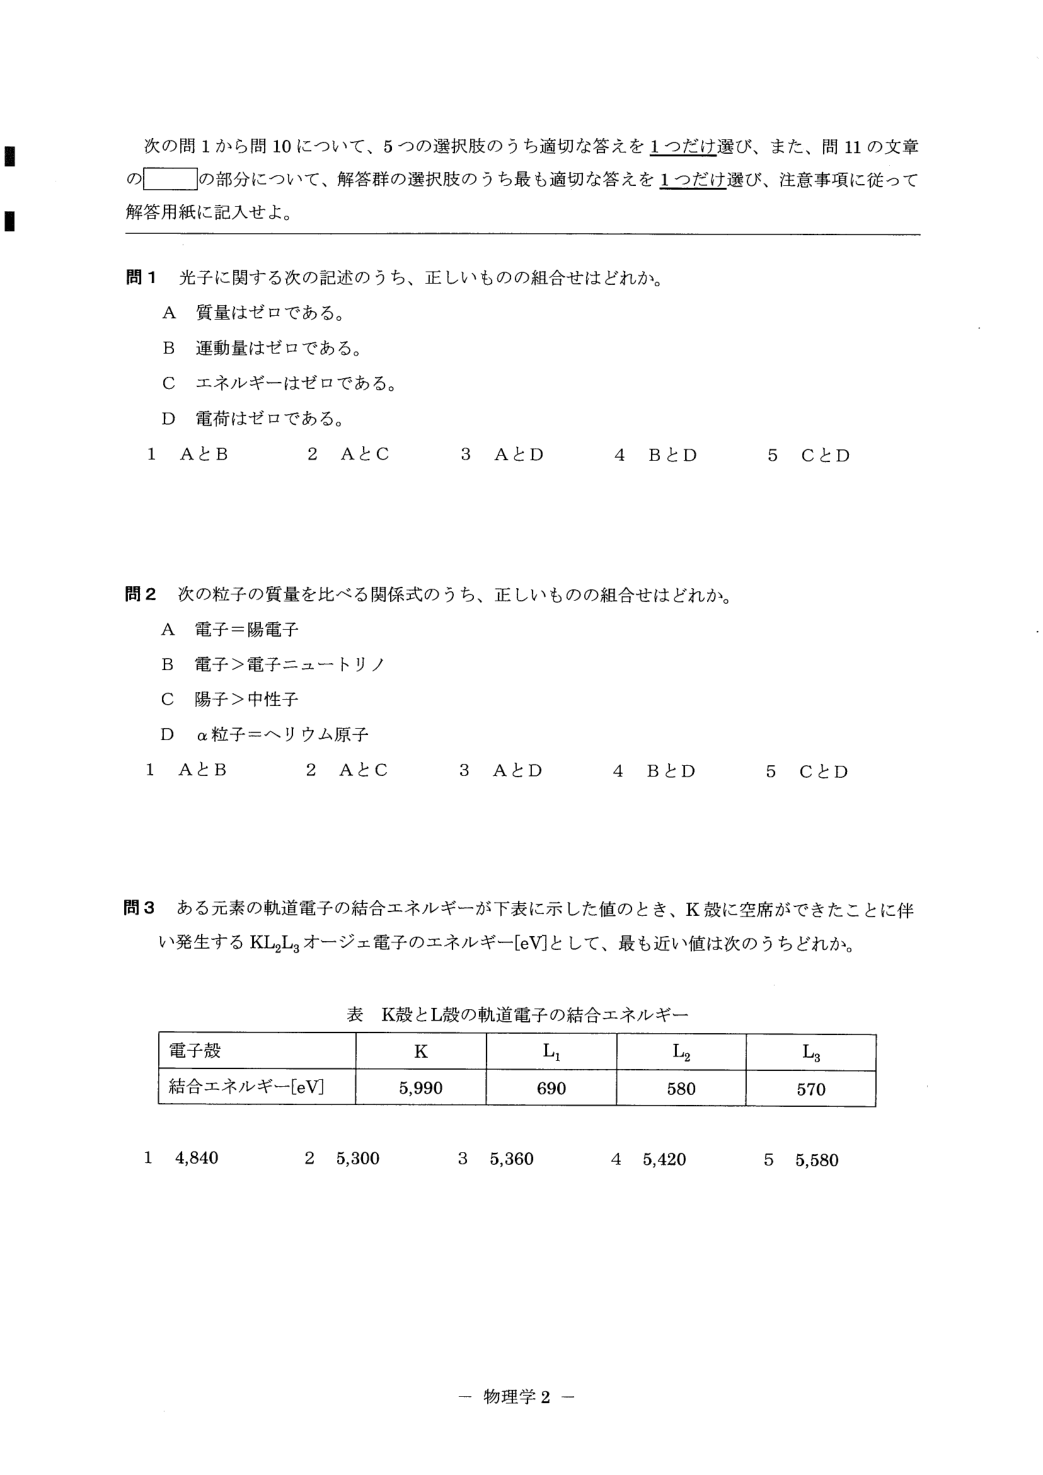 次の問1から問10について、5つの選択肢のうち適切な答えを1つだけ選び、また、問11の文章
の　　　の部分について、解答群の選択肢のうち最も適切な答えを1つだけ選び、注意事項に従って
解答用紙に記入せよ。
問1　光子に関する次の記述のうち、正しいものの組合せはどれか。
A　質量はゼロである。
B　運動量はゼロである。
C　エネルギーはゼロである。
D　電荷はゼロである。
1　AとB　2　AとC　3　AとD　4　BとD　5　CとD
問2　次の粒子の質量を比べる関係式のうち、正しいものの組合せはどれか。
A　電子＝陽電子
B　電子＞電子ニュートリノ
C　陽子＞中性子
D　α粒子＝ヘリウム原子
1　AとB　2　AとC　3　AとD　4　BとD　5　CとD
問3　ある元素の軌道電子の結合エネルギーが下表に示した値のとき、K殻に空席ができたことに伴
い発生するKL₂L₃オージェ電子のエネルギー[eV]として、最も近い値は次のうちどれか。
表　K殻とL殻の軌道電子の結合エネルギー
電子殻　K　L₁　L₂　L₃
結合エネルギー[eV]　5,990　690　580　570
1　4,840　2　5,300　3　5,360　4　5,420　5　5,580
― 物理学2 ―